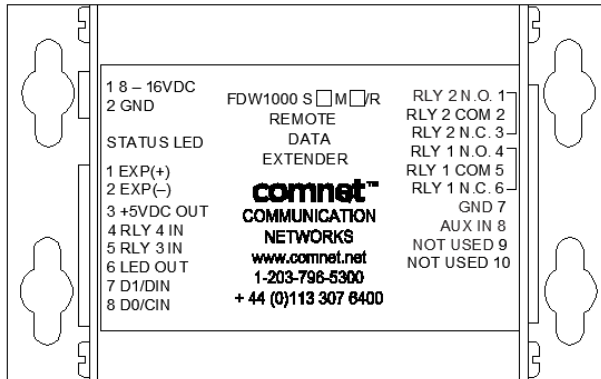 1 8 – 16VDC
2 GND
STATUS LED
1 EXP(+)
2 EXP(–)
3 +5VDC OUT
4 RLY 4 IN
5 RLY 3 IN
6 LED OUT
7 D1/DIN
8 D0/CIN
FDW1000 S□M□/R
REMOTE
DATA
EXTENDER
comnet™
COMMUNICATION
NETWORKS
www.comnet.net
1-203-796-5300
+ 44 (0)113 307 6400
RLY 2 N.O. 1
RLY 2 COM 2
RLY 2 N.C. 3
RLY 1 N.O. 4
RLY 1 COM 5
RLY 1 N.C. 6
GND 7
AUX IN 8
NOT USED 9
NOT USED 10